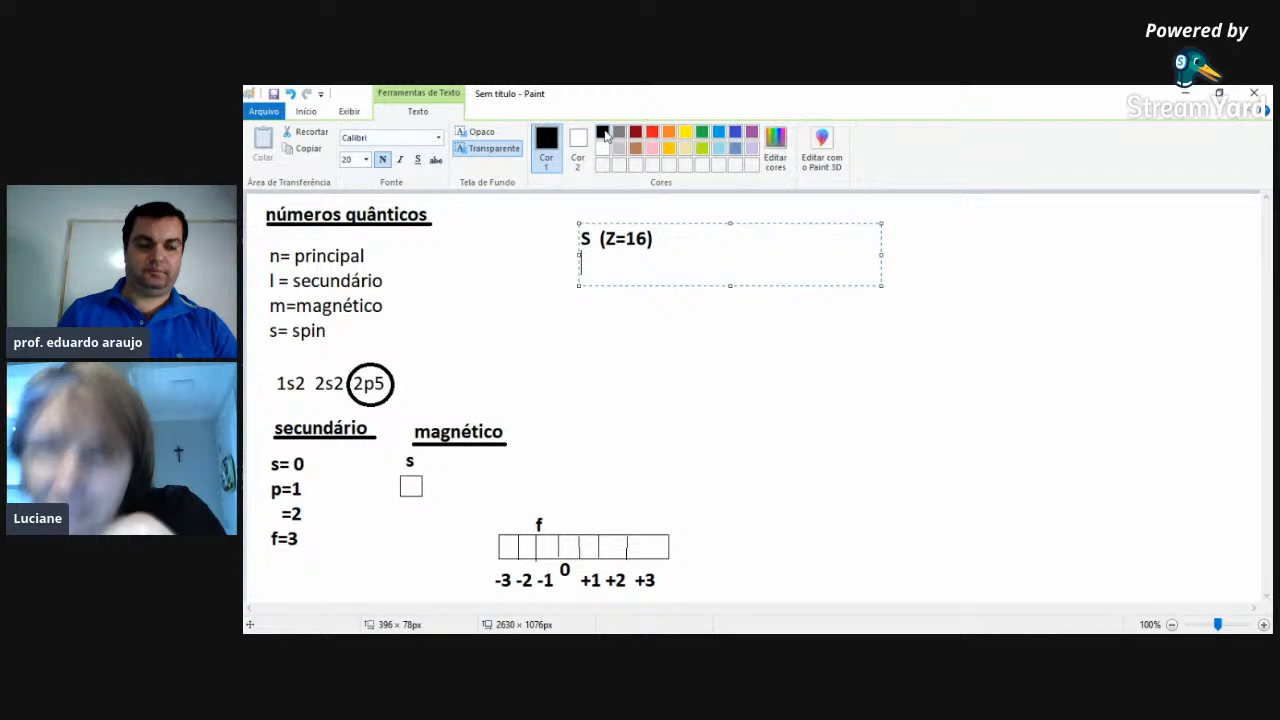 Powered by
StreamYard
Ferramentas de Texto
Sem título - Paint
Arquivo
Início
Exibir
Texto
Colar
Recortar
Copiar
Área de Transferência
Calibri
20
N I S abc
Fonte
Opaco
Transparente
Tela de Fundo
Cor 1
Cor 2
Editar cores
Editar com o Paint 3D
Cores
números quânticos
n= principal
l = secundário
m=magnético
s= spin
1s2 2s2 2p5
secundário
s= 0
p=1
=2
f=3
magnético
s
f
-3 -2 -1 0 +1 +2 +3
S (Z=16)
prof. eduardo araujo
Luciane
396 × 78px
2630 × 1076px
100%